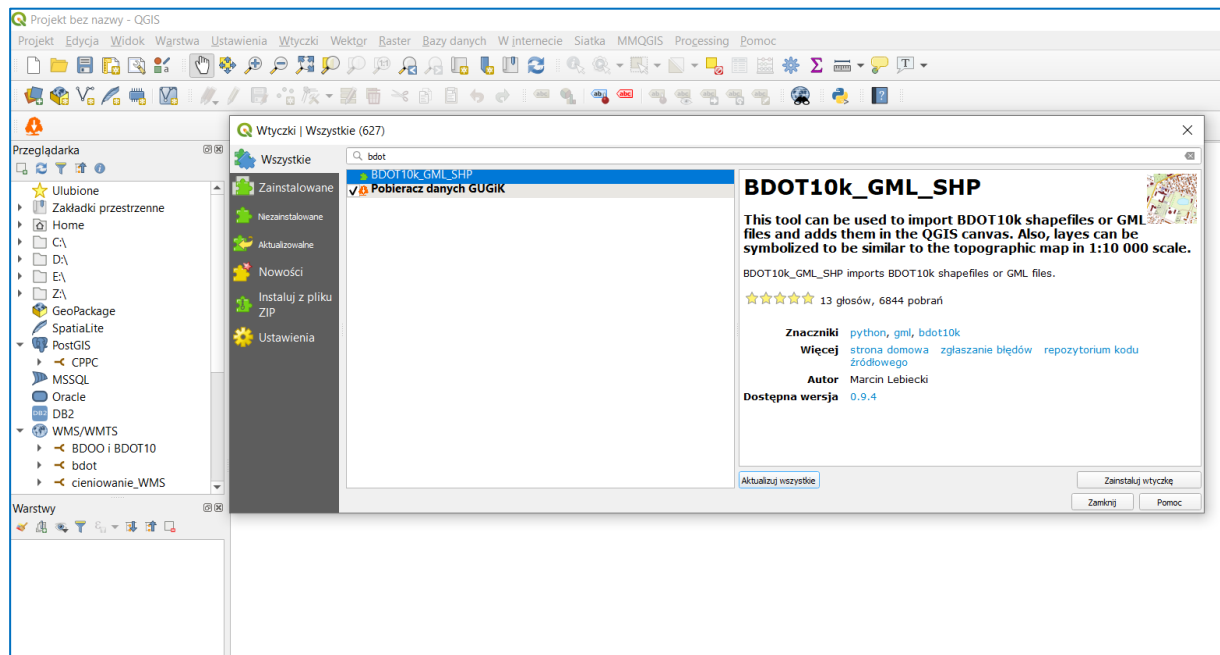 Projekt bez nazwy - QGIS
Projekt Edycja Widok Warstwa Ustawienia Wtyczki Wektor Raster Bazy danych W internecie Siatka MMQGIS Processing Pomoc
Przeglądarka
Ulubione
Zakładki przestrzenne
Home
C:\
D:\
E:\
Z:\
GeoPackage
SpatiaLite
PostGIS
CPPC
MSSQL
Oracle
DB2
WMS/WMTS
BDOO i BDOT10
bdot
cieniowanie_WMS
Warstwy
Wtyczki | Wszystkie (627)
Wszystkie
Zainstalowane
Niezainstalowane
Aktualizowalne
Nowości
Instaluj z pliku
ZIP
Ustawienia
bdot
BDOT10k_GML_SHP
Pobieracz danych GUGiK
BDOT10k_GML_SHP
This tool can be used to import BDOT10k shapefiles or GML
files and adds them in the QGIS canvas. Also, layes can be
symbolized to be similar to the topographic map in 1:10 000 scale.
BDOT10k_GML_SHP imports BDOT10k shapefiles or GML files.
13 głosów, 6844 pobrań
Znaczniki python, gml, bdot10k
Więcej strona domowa zgłaszanie błędów repozytorium kodu
źródłowego
Autor Marcin Lebiecki
Dostępna wersja 0.9.4
Aktualizuj wszystkie
Zainstaluj wtyczkę
Zamknij
Pomoc